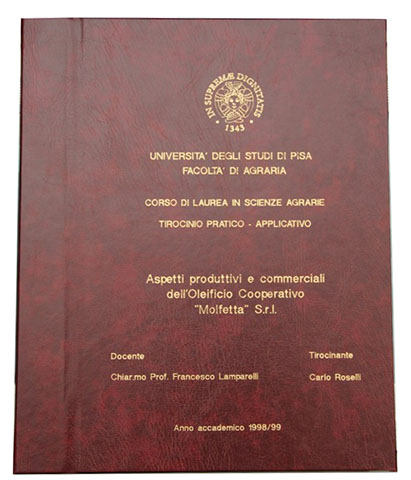 IN SUPREMÆ DIGNITATIS
· 1343 ·
UNIVERSITA' DEGLI STUDI DI PISA
FACOLTA' DI AGRARIA
CORSO DI LAUREA IN SCIENZE AGRARIE
TIROCINIO PRATICO - APPLICATIVO
Aspetti produttivi e commerciali
dell'Oleificio Cooperativo
"Molfetta" S.r.l.
Docente
Chiar.mo Prof. Francesco Lamparelli
Tirocinante
Carlo Roselli
Anno accademico 1998/99